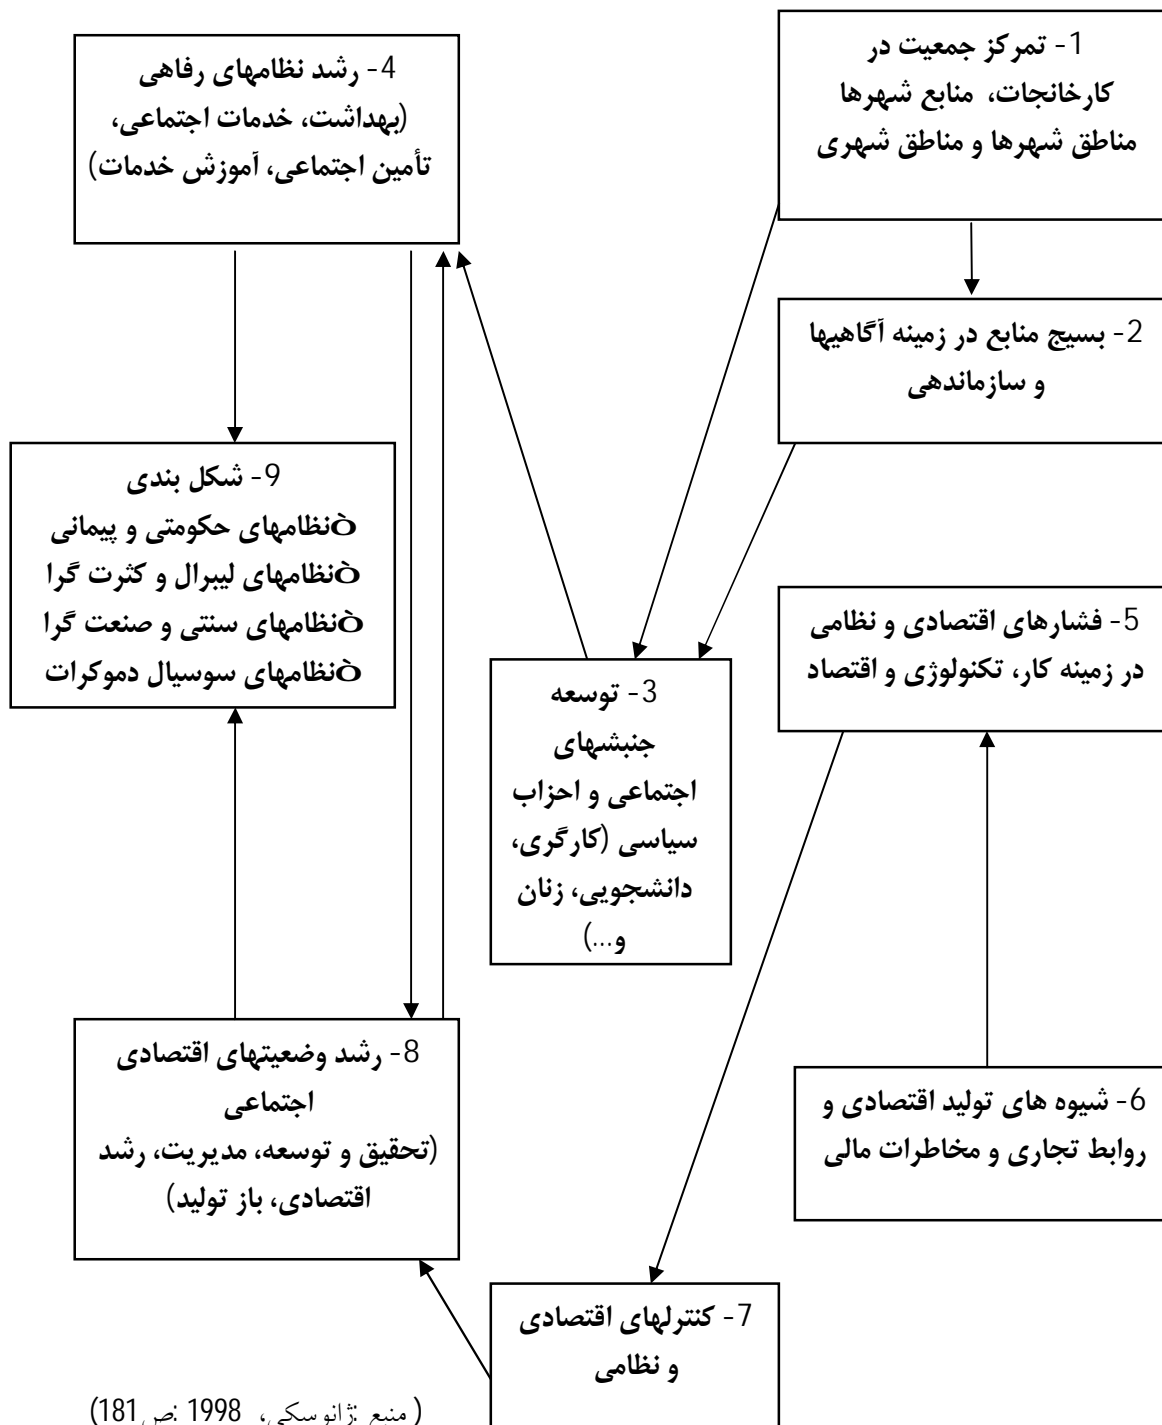 1- تمرکز جمعیت در
کارخانجات، منابع شهرها
مناطق شهرها و مناطق شهری
2- بسیج منابع در زمینه آگاهیها
و سازماندهی
3- توسعه
جنبشهای
اجتماعی و احزاب
سیاسی (کارگری،
دانشجویی، زنان
و...)
4- رشد نظامهای رفاهی
(بهداشت، خدمات اجتماعی،
تأمین اجتماعی، آموزش خدمات)
5- فشارهای اقتصادی و نظامی
در زمینه کار، تکنولوژی و اقتصاد
6- شیوه های تولید اقتصادی و
روابط تجاری و مخاطرات مالی
7- کنترلهای اقتصادی
و نظامی
8- رشد وضعیتهای اقتصادی
اجتماعی
(تحقیق و توسعه، مدیریت، رشد
اقتصادی، باز تولید)
9- شکل بندی
òنظامهای حکومتی و پیمانی
òنظامهای لیبرال و کثرت گرا
òنظامهای سنتی و صنعت گرا
òنظامهای سوسیال دموکرات
( منبع :ژانوسکی، 1998 :ص181)